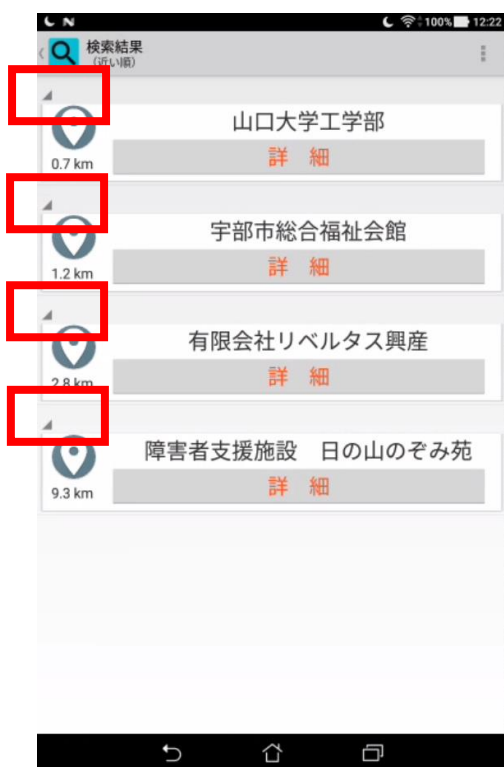 100% 12:22
検索結果
(近い順)
山口大学工学部
詳 細
0.7 km
宇部市総合福祉会館
詳 細
1.2 km
有限会社リベルタス興産
詳 細
2.8 km
障害者支援施設 日の山のぞみ苑
詳 細
9.3 km